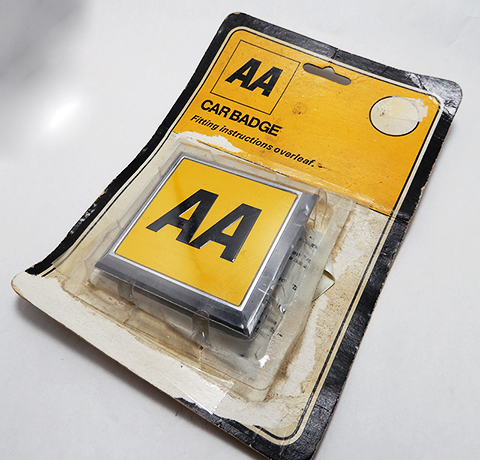 AA
CAR BADGE
Fitting instructions overleaf.
AA